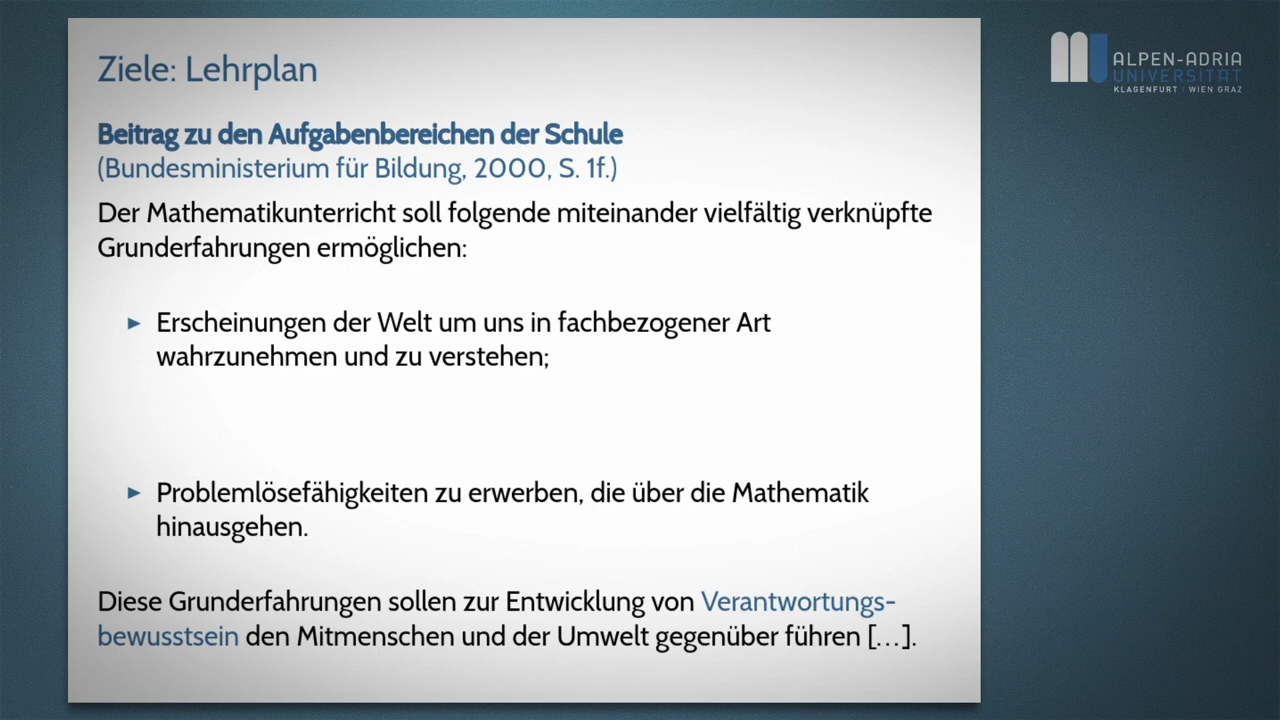 Ziele: Lehrplan
Beitrag zu den Aufgabenbereichen der Schule
(Bundesministerium für Bildung, 2000, S. 1f.)
Der Mathematikunterricht soll folgende miteinander vielfältig verknüpfte
Grunderfahrungen ermöglichen:
► Erscheinungen der Welt um uns in fachbezogener Art
wahrzunehmen und zu verstehen;
► Problemlösefähigkeiten zu erwerben, die über die Mathematik
hinausgehen.
Diese Grunderfahrungen sollen zur Entwicklung von Verantwortungs-
bewusstsein den Mitmenschen und der Umwelt gegenüber führen [...].
ALPEN-ADRIA
UNIVERSITÄT
KLAGENFURT | WIEN GRAZ